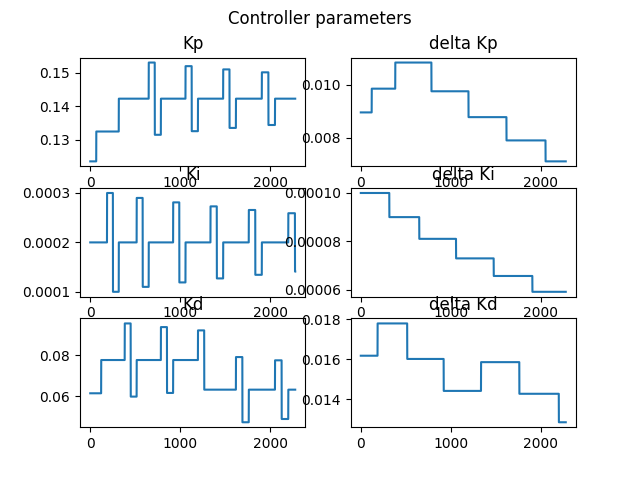 Controller parameters
Kp
delta Kp
0.15
0.14
0.13
0.010
0.008
0 1000 2000
0 1000 2000
Ki
delta Ki
0.0003
0.0002
0.0001
0.00010
0.00008
0.00006
0 1000 2000
0 1000 2000
Kd
delta Kd
0.08
0.06
0.018
0.016
0.014
0 1000 2000
0 1000 2000